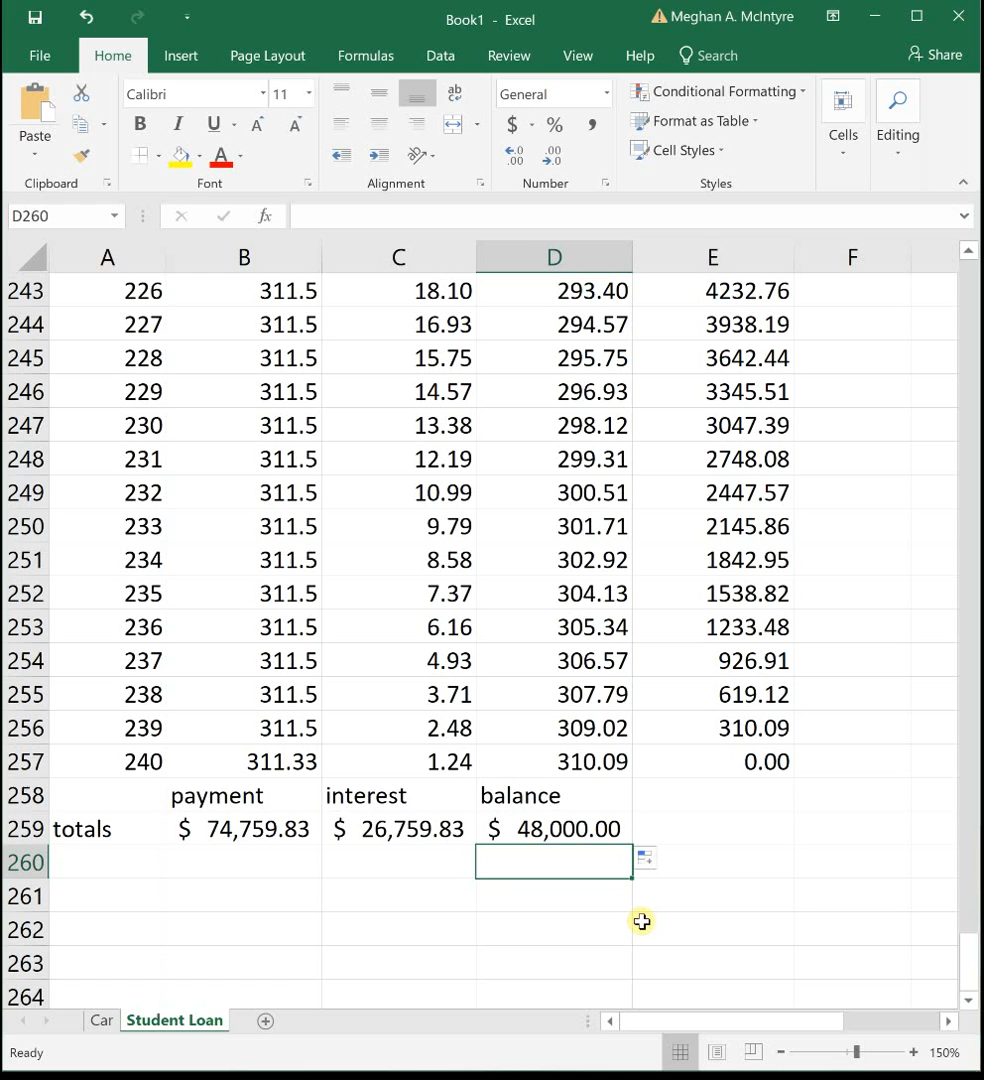 Book1 - Excel
Meghan A. McIntyre
File Home Insert Page Layout Formulas Data Review View Help Search Share
Calibri 11
General
Conditional Formatting
Format as Table
Cell Styles
B I U A A
ab
$ % ,
Paste
Cells
Editing
Clipboard Font Alignment Number Styles
D260 fx
A B C D E F
243 226 311.5 18.10 293.40 4232.76
244 227 311.5 16.93 294.57 3938.19
245 228 311.5 15.75 295.75 3642.44
246 229 311.5 14.57 296.93 3345.51
247 230 311.5 13.38 298.12 3047.39
248 231 311.5 12.19 299.31 2748.08
249 232 311.5 10.99 300.51 2447.57
250 233 311.5 9.79 301.71 2145.86
251 234 311.5 8.58 302.92 1842.95
252 235 311.5 7.37 304.13 1538.82
253 236 311.5 6.16 305.34 1233.48
254 237 311.5 4.93 306.57 926.91
255 238 311.5 3.71 307.79 619.12
256 239 311.5 2.48 309.02 310.09
257 240 311.33 1.24 310.09 0.00
258 payment interest balance
259 totals $ 74,759.83 $ 26,759.83 $ 48,000.00
260
261
262
263
264
Car Student Loan
Ready 150%